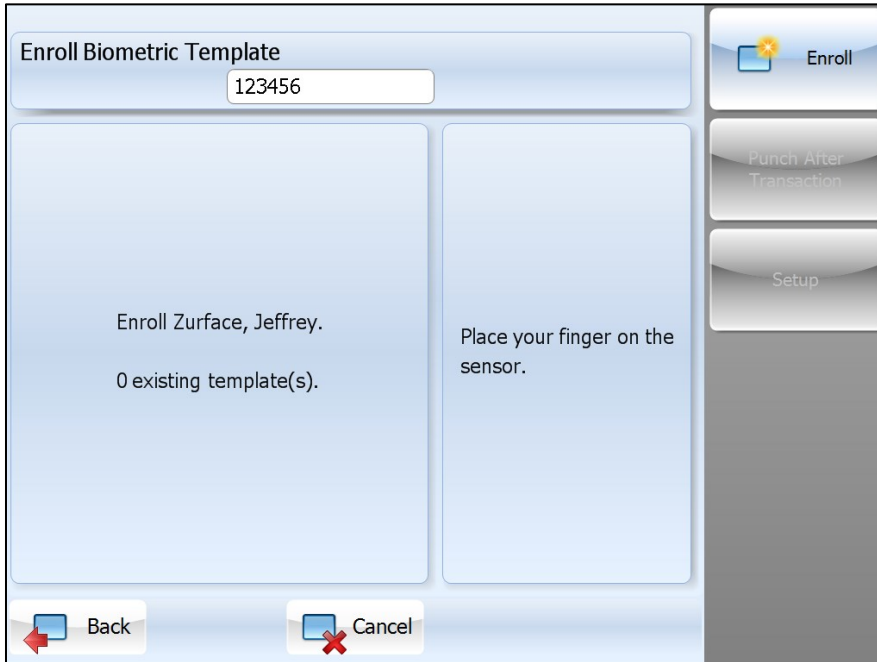 Enroll Biometric Template
123456
Enroll Zurface, Jeffrey.
0 existing template(s).
Place your finger on the
sensor.
Back
Cancel
Enroll
Punch After
Transaction
Setup